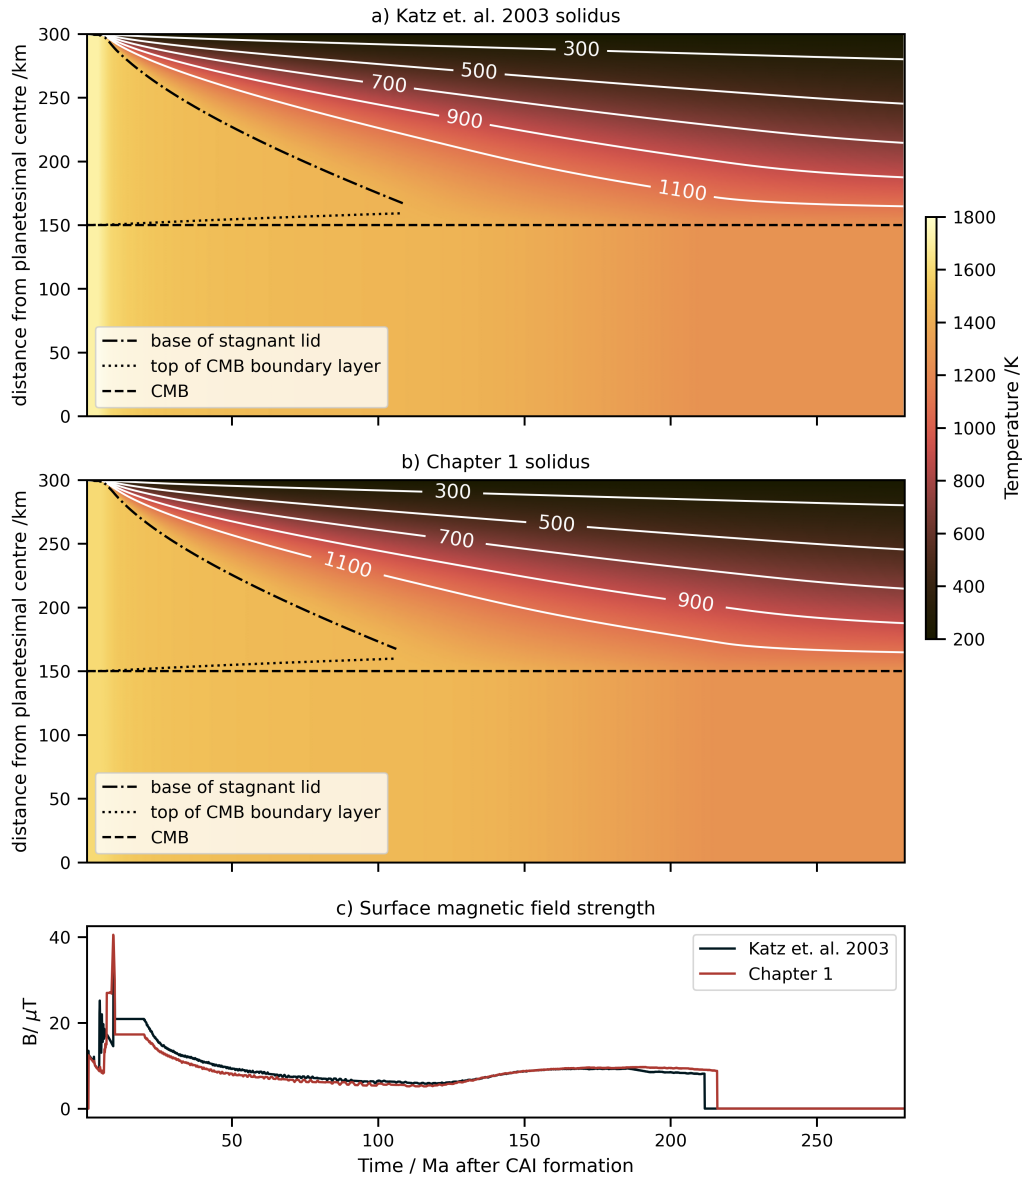 a) Katz et. al. 2003 solidus
distance from planetesimal centre /km
300
250
200
150
100
50
0
300
500
700
900
1100
base of stagnant lid
top of CMB boundary layer
CMB
b) Chapter 1 solidus
distance from planetesimal centre /km
300
250
200
150
100
50
0
300
500
700
900
1100
base of stagnant lid
top of CMB boundary layer
CMB
1800
1600
1400
1200
1000
800
600
400
200
Temperature /K
c) Surface magnetic field strength
B/ μT
40
20
0
Katz et. al. 2003
Chapter 1
50
100
150
200
250
Time / Ma after CAI formation